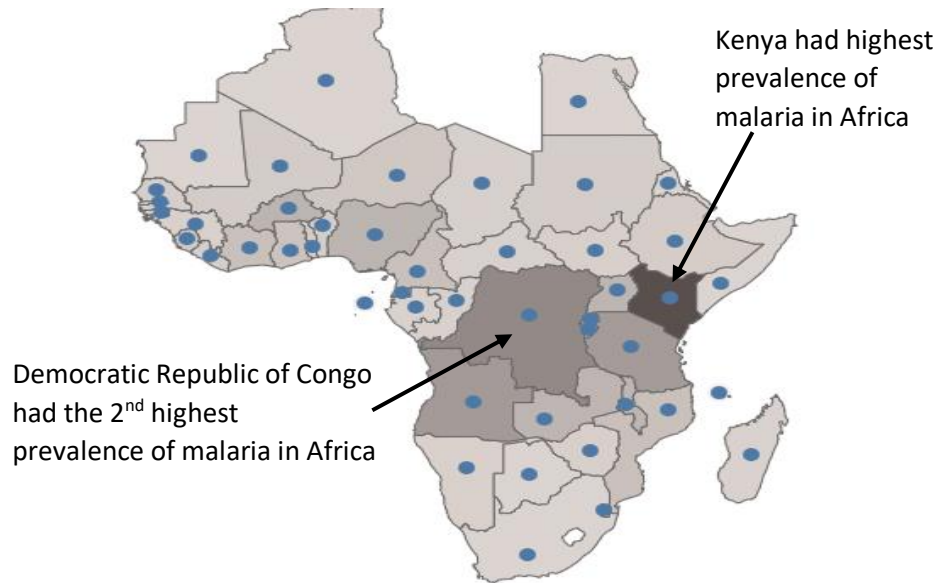 Kenya had highest
prevalence of
malaria in Africa
Democratic Republic of Congo
had the 2nd highest
prevalence of malaria in Africa